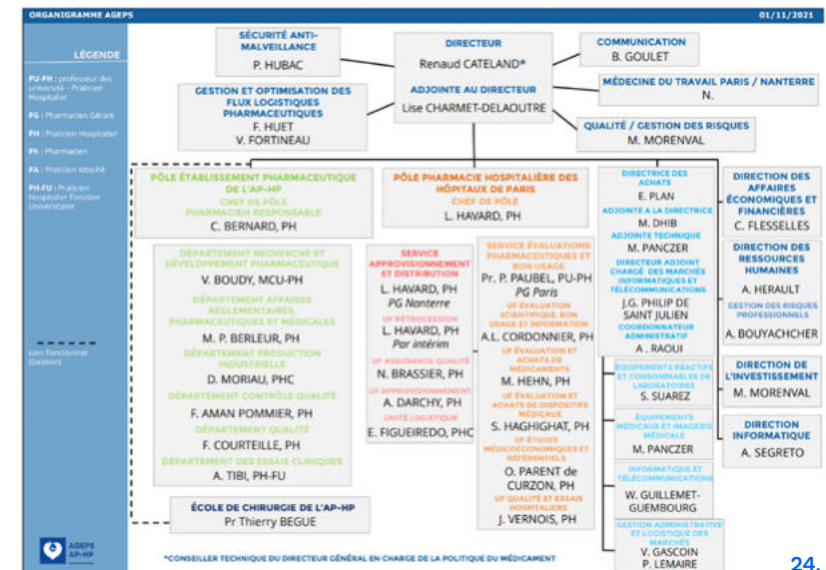 ORGANIGRAMME AGEPS
01/11/2021
LÉGENDE
PU-PH : professeur des
université - Praticien
Hospitalier
PG : Pharmacien Gérant
PH : Praticien Hospitalier
Ph : Pharmacien
PA : Praticien Attaché
PH-FU : Praticien
Hospitalier Fonction
Universitaire
Lien Fonctionnel
(Gestion)
AGEPS
AP-HP
SÉCURITÉ ANTI-
MALVEILLANCE
P. HUBAC
GESTION ET OPTIMISATION DES
FLUX LOGISTIQUES
PHARMACEUTIQUES
F. HUET
V. FORTINEAU
DIRECTEUR
Renaud CATELAND*
ADJOINTE AU DIRECTEUR
Lise CHARMET-DELAOUTRE
COMMUNICATION
B. GOULET
MÉDECINE DU TRAVAIL PARIS / NANTERRE
N.
QUALITÉ / GESTION DES RISQUES
M. MORENVAL
PÔLE ÉTABLISSEMENT PHARMACEUTIQUE
DE L'AP-HP
CHEF DE PÔLE
PHARMACIEN RESPONSABLE
C. BERNARD, PH
DÉPARTEMENT RECHERCHE ET
DÉVELOPPEMENT PHARMACEUTIQUE
V. BOUDY, MCU-PH
DÉPARTEMENT AFFAIRES
RÉGLEMENTAIRES,
PHARMACEUTIQUES ET MÉDICALES
M. P. BERLEUR, PH
DÉPARTEMENT PRODUCTION
INDUSTRIELLE
D. MORIAU, PHC
DÉPARTEMENT CONTRÔLE QUALITÉ
F. AMAN POMMIER, PH
DÉPARTEMENT QUALITÉ
F. COURTEILLE, PH
DÉPARTEMENT DES ESSAIS CLINIQUES
A. TIBI, PH-FU
ÉCOLE DE CHIRURGIE DE L'AP-HP
Pr Thierry BEGUE
PÔLE PHARMACIE HOSPITALIÈRE DES
HÔPITAUX DE PARIS
CHEF DE PÔLE
L. HAVARD, PH
SERVICE
APPROVISIONNEMENT
ET DISTRIBUTION
L. HAVARD, PH
PG Nanterre
UF RÉTROCESSION
L. HAVARD, PH
Par intérim
UF ASSURANCE QUALITÉ
N. BRASSIER, PH
UF APPROVISIONNEMENT
A. DARCHY, PH
UNITÉ LOGISTIQUE
E. FIGUEIREDO, PHC
SERVICE ÉVALUATIONS
PHARMACEUTIQUES ET
BON USAGE
Pr. P. PAUBEL, PU-PH
PG Paris
UF ÉVALUATION
SCIENTIFIQUE, BON
USAGE ET INFORMATION
A.L. CORDONNIER, PH
UF ÉVALUATION ET
ACHATS DE
MÉDICAMENTS
M. HEHN, PH
UF ÉVALUATION ET
ACHATS DE DISPOSITIFS
MÉDICAUX
S. HAGHIGHAT, PH
UF ÉTUDES
MÉDICOÉCONOMIQUES ET
RÉFÉRENTIELS
O. PARENT de
CURZON, PH
UF QUALITÉ ET ESSAIS
HOSPITALIERS
J. VERNOIS, PH
DIRECTRICE DES
ACHATS
E. PLAN
ADJOINTE A LA DIRECTRICE
M. DHIB
ADJOINTE TECHNIQUE
M. PANCZER
DIRECTEUR ADJOINT
CHARGÉ DES MARCHÉS
INFORMATIQUES ET
TÉLÉCOMMUNICATIONS
J.G. PHILIP DE
SAINT JULIEN
COORDONNATEUR
ADMINISTRATIF
A. RAOUI
ÉQUIPEMENTS RÉACTIFS
ET CONSOMMABLES DE
LABORATOIRES
S. SUAREZ
ÉQUIPEMENTS
MÉDICAUX ET IMAGERIE
MÉDICALE
M. PANCZER
INFORMATIQUE ET
TÉLÉCOMMUNICATIONS
W. GUILLEMET-
GUEMBOURG
GESTION ADMINISTRATIVE
ET LOGISTIQUE DES
MARCHÉS
V. GASCOIN
P. LEMAIRE
DIRECTION DES
AFFAIRES
ÉCONOMIQUES ET
FINANCIÈRES
C. FLESSELLES
DIRECTION DES
RESSOURCES
HUMAINES
A. HERAULT
GESTION DES RISQUES
PROFESSIONNELS
A. BOUYACHCHER
DIRECTION DE
L'INVESTISSEMENT
M. MORENVAL
DIRECTION
INFORMATIQUE
A. SEGRETO
*CONSEILLER TECHNIQUE DU DIRECTEUR GÉNÉRAL EN CHARGE DE LA POLITIQUE DU MÉDICAMENT
24.